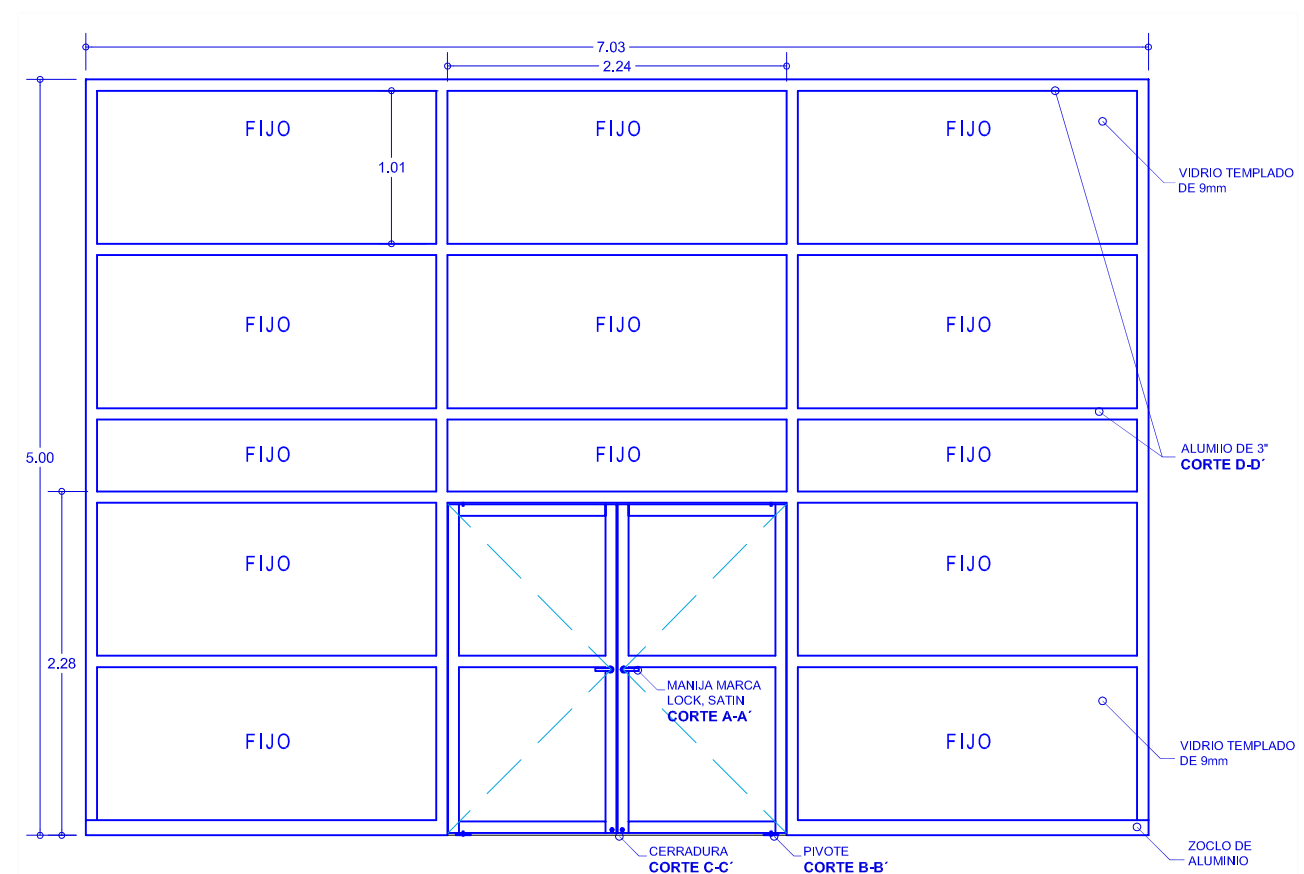 7.03
2.24
FIJO
FIJO
FIJO
1.01
VIDRIO TEMPLADO
DE 9mm
FIJO
FIJO
FIJO
5.00
FIJO
FIJO
FIJO
ALUMIIO DE 3"
CORTE D-D´
FIJO
FIJO
2.28
MANIJA MARCA
LOCK, SATIN
CORTE A-A´
FIJO
FIJO
VIDRIO TEMPLADO
DE 9mm
CERRADURA
CORTE C-C´
PIVOTE
CORTE B-B´
ZOCLO DE
ALUMINIO